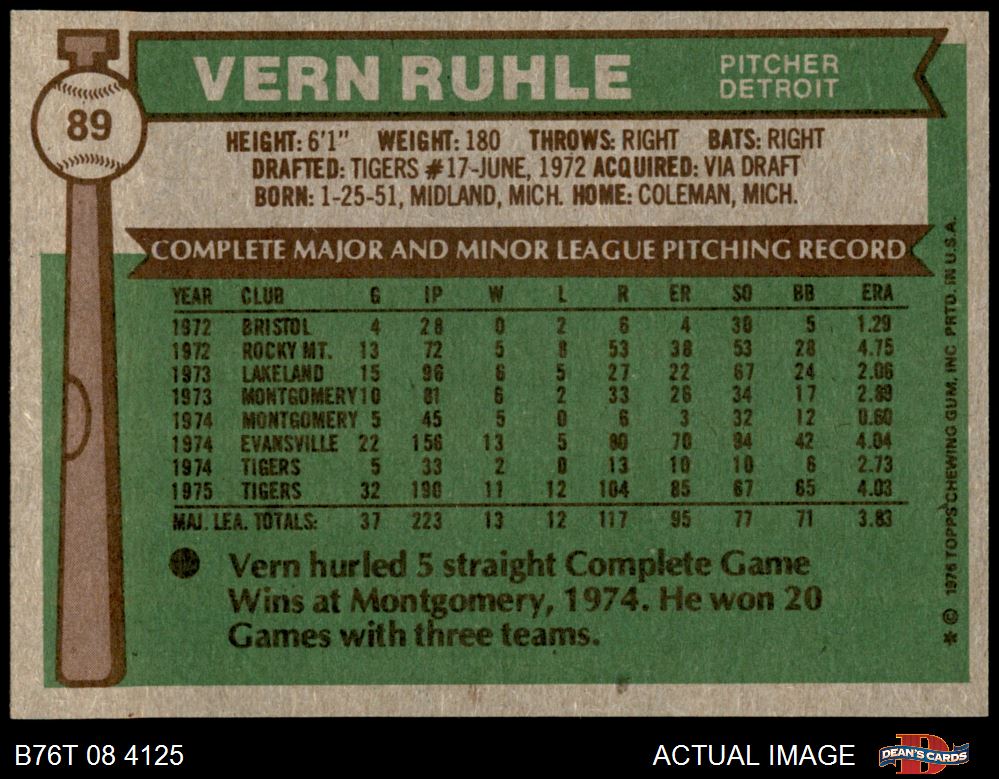 89
VERN RUHLE
PITCHER
DETROIT
HEIGHT: 6'1" WEIGHT: 180 THROWS: RIGHT BATS: RIGHT
DRAFTED: TIGERS #17-JUNE, 1972 ACQUIRED: VIA DRAFT
BORN: 1-25-51, MIDLAND, MICH. HOME: COLEMAN, MICH.
COMPLETE MAJOR AND MINOR LEAGUE PITCHING RECORD
YEAR CLUB G IP W L R ER SO BB ERA
1972 BRISTOL 4 28 0 2 6 4 30 5 1.29
1972 ROCKY MT. 13 72 5 8 53 38 53 28 4.75
1973 LAKELAND 15 96 6 5 27 22 67 24 2.06
1973 MONTGOMERY 10 81 6 2 33 26 34 17 2.89
1974 MONTGOMERY 5 45 5 0 6 3 32 12 0.60
1974 EVANSVILLE 22 156 13 5 80 70 94 42 4.04
1974 TIGERS 5 33 2 0 13 10 10 6 2.73
1975 TIGERS 32 190 11 12 104 85 67 65 4.03
MAJ. LEA. TOTALS: 37 223 13 12 117 95 77 71 3.83
Vern hurled 5 straight Complete Game
Wins at Montgomery, 1974. He won 20
Games with three teams.
* © 1976 TOPPS CHEWING GUM, INC. PRTD. IN U.S.A.
B76T 08 4125
ACTUAL IMAGE
DEAN'S CARDS